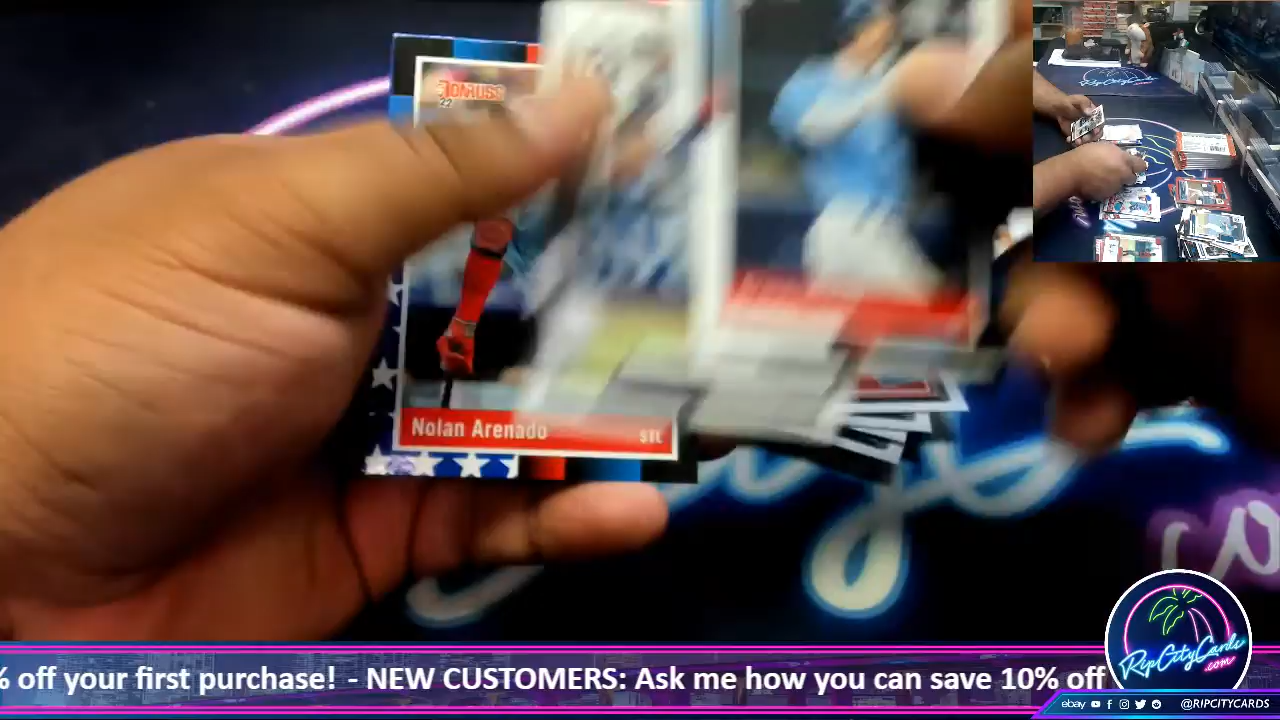 DONRUSS
22
Nolan Arenado
STL
% off your first purchase! - NEW CUSTOMERS: Ask me how you can save 10% off
RipCityCards
.com
ebay
@RIPCITYCARDS